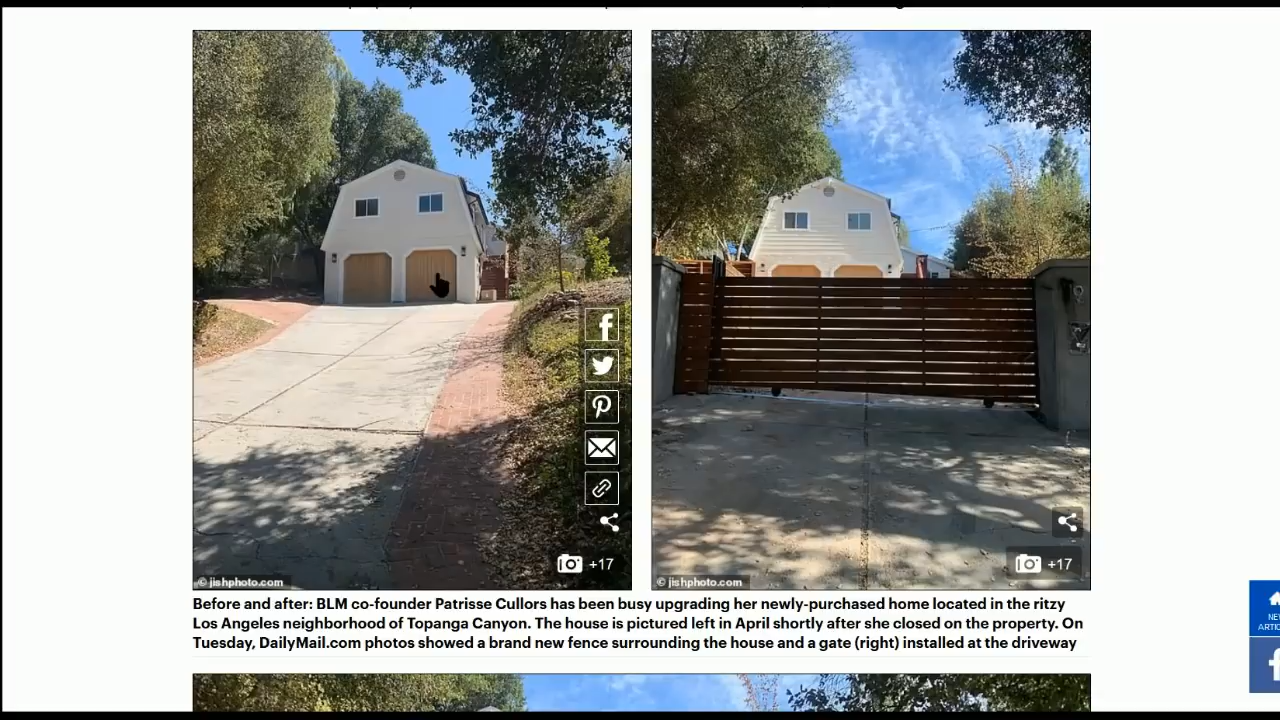 +17
© jishphoto.com
+17
© jishphoto.com
Before and after: BLM co-founder Patrisse Cullors has been busy upgrading her newly-purchased home located in the ritzy
Los Angeles neighborhood of Topanga Canyon. The house is pictured left in April shortly after she closed on the property. On
Tuesday, DailyMail.com photos showed a brand new fence surrounding the house and a gate (right) installed at the driveway